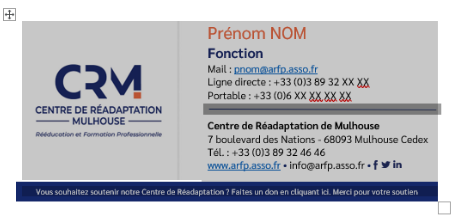 CRM
CENTRE DE RÉADAPTATION
MULHOUSE
Rééducation et Formation Professionnelle
Prénom NOM
Fonction
Mail : pnom@arfp.asso.fr
Ligne directe : +33 (0)3 89 32 XX XX
Portable : +33 (0)6 XX XX XX XX
Centre de Réadaptation de Mulhouse
7 boulevard des Nations - 68093 Mulhouse Cedex
Tél. : +33 (0)3 89 32 46 46
www.arfp.asso.fr • info@arfp.asso.fr •
Vous souhaitez soutenir notre Centre de Réadaptation ? Faites un don en cliquant ici. Merci pour votre soutien